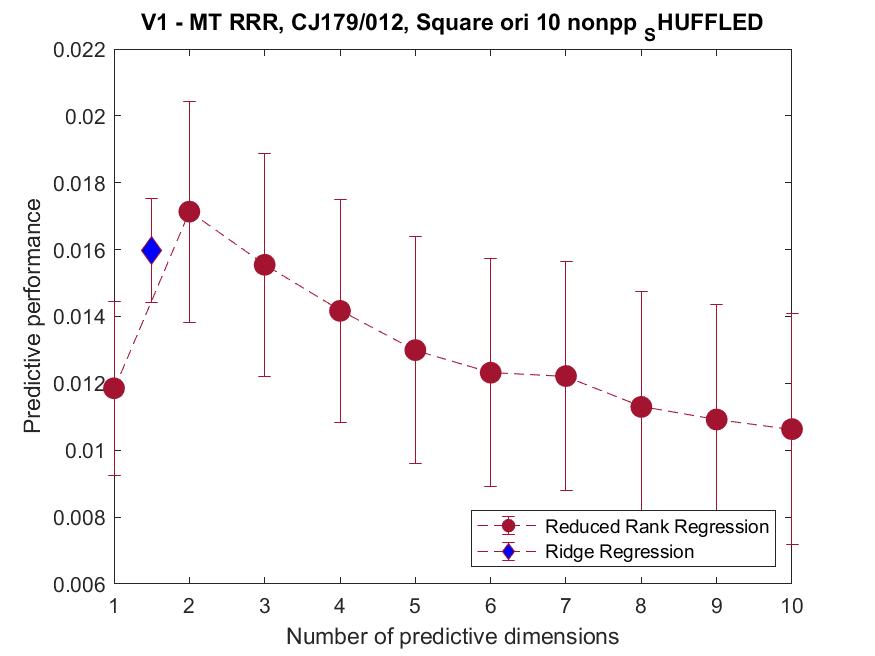 V1 - MT RRR, CJ179/012, Square ori 10 nonpp SHUFFLED
0.022
0.02
0.018
0.016
0.014
0.012
0.01
0.008
0.006
Predictive performance
Reduced Rank Regression
Ridge Regression
1 2 3 4 5 6 7 8 9 10
Number of predictive dimensions